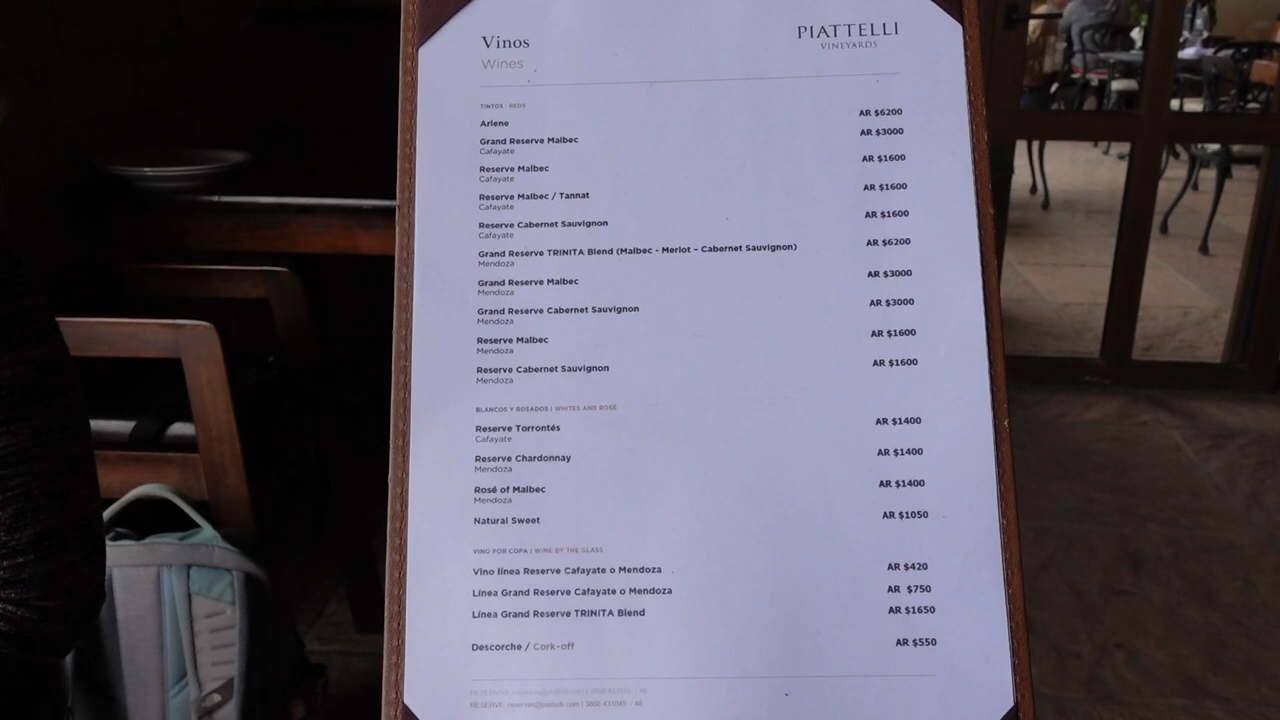 Vinos
Wines
PIATTELLI
VINEYARDS
TINTOS REDS
Arlene AR $6200
Grand Reserve Malbec AR $3000
Cafayate
Reserve Malbec AR $1600
Cafayate
Reserve Malbec / Tannat AR $1600
Cafayate
Reserve Cabernet Sauvignon AR $1600
Cafayate
Grand Reserve TRINITA Blend (Malbec - Merlot – Cabernet Sauvignon) AR $6200
Mendoza
Grand Reserve Malbec AR $3000
Mendoza
Grand Reserve Cabernet Sauvignon AR $3000
Mendoza
Reserve Malbec AR $1600
Mendoza
Reserve Cabernet Sauvignon AR $1600
Mendoza
BLANCOS Y ROSADOS | WHITES AND ROSE
Reserve Torrontés AR $1400
Cafayate
Reserve Chardonnay AR $1400
Mendoza
Rosé of Malbec AR $1400
Mendoza
Natural Sweet AR $1050
VINO POR COPA | WINE BY THE GLASS
Vino línea Reserve Cafayate o Mendoza AR $420
Línea Grand Reserve Cafayate o Mendoza AR $750
Línea Grand Reserve TRINITA Blend AR $1650
Descorche / Cork-off AR $550